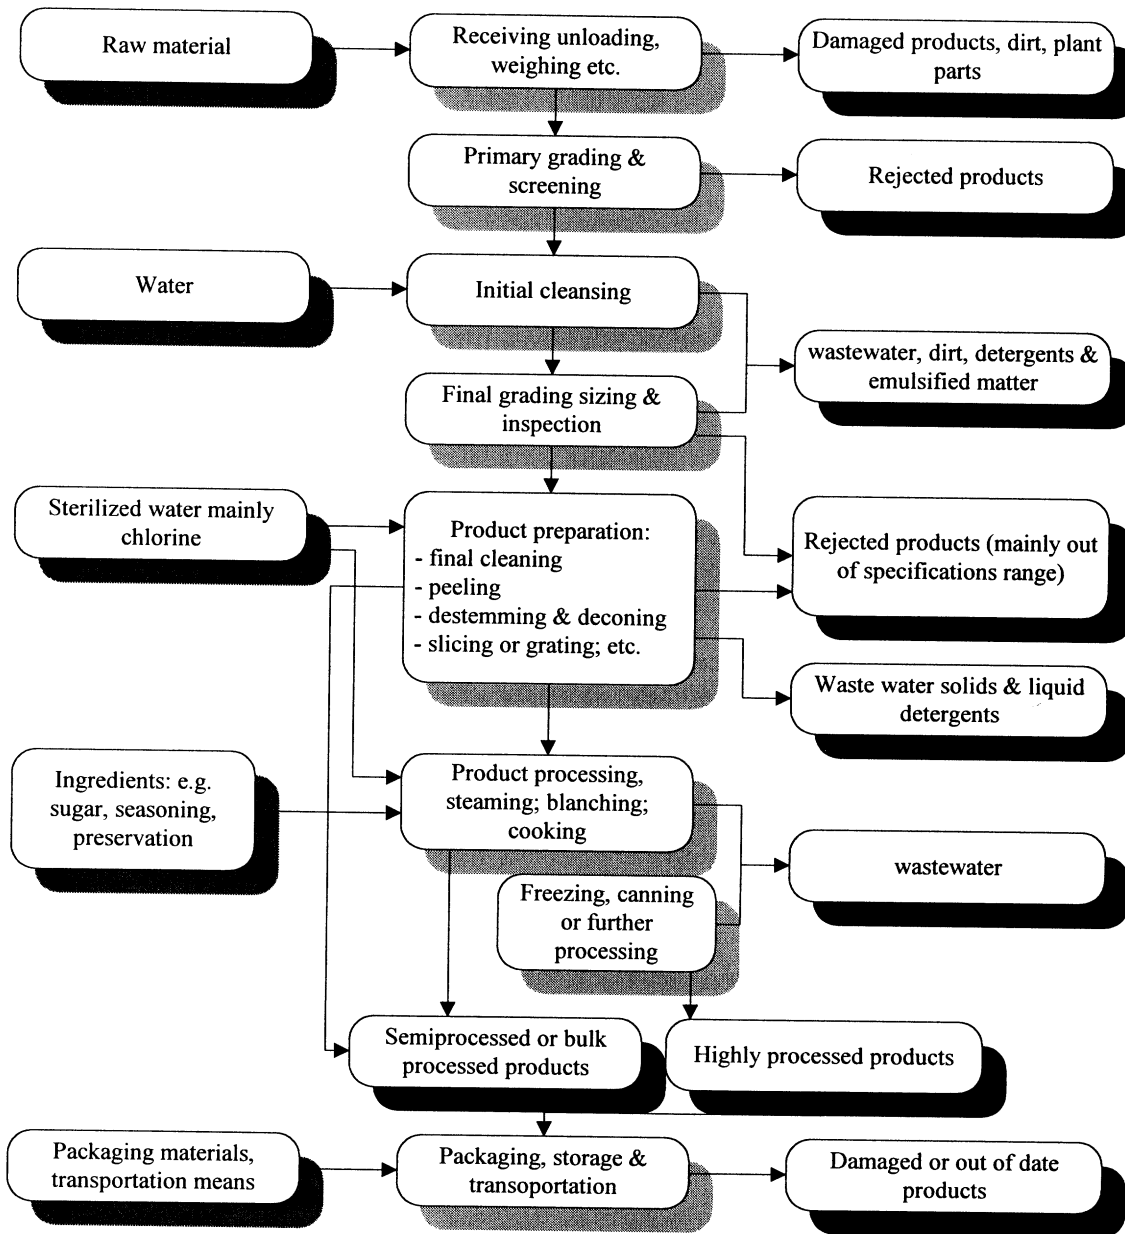 Raw material
Receiving unloading,
weighing etc.
Damaged products, dirt, plant
parts
Primary grading &
screening
Rejected products
Water
Initial cleansing
wastewater, dirt, detergents &
emulsified matter
Final grading sizing &
inspection
Sterilized water mainly
chlorine
Product preparation:
- final cleaning
- peeling
- destemming & deconing
- slicing or grating; etc.
Rejected products (mainly out
of specifications range)
Waste water solids & liquid
detergents
Ingredients: e.g.
sugar, seasoning,
preservation
Product processing,
steaming; blanching;
cooking
wastewater
Freezing, canning
or further
processing
Semiprocessed or bulk
processed products
Highly processed products
Packaging materials,
transportation means
Packaging, storage &
transoportation
Damaged or out of date
products